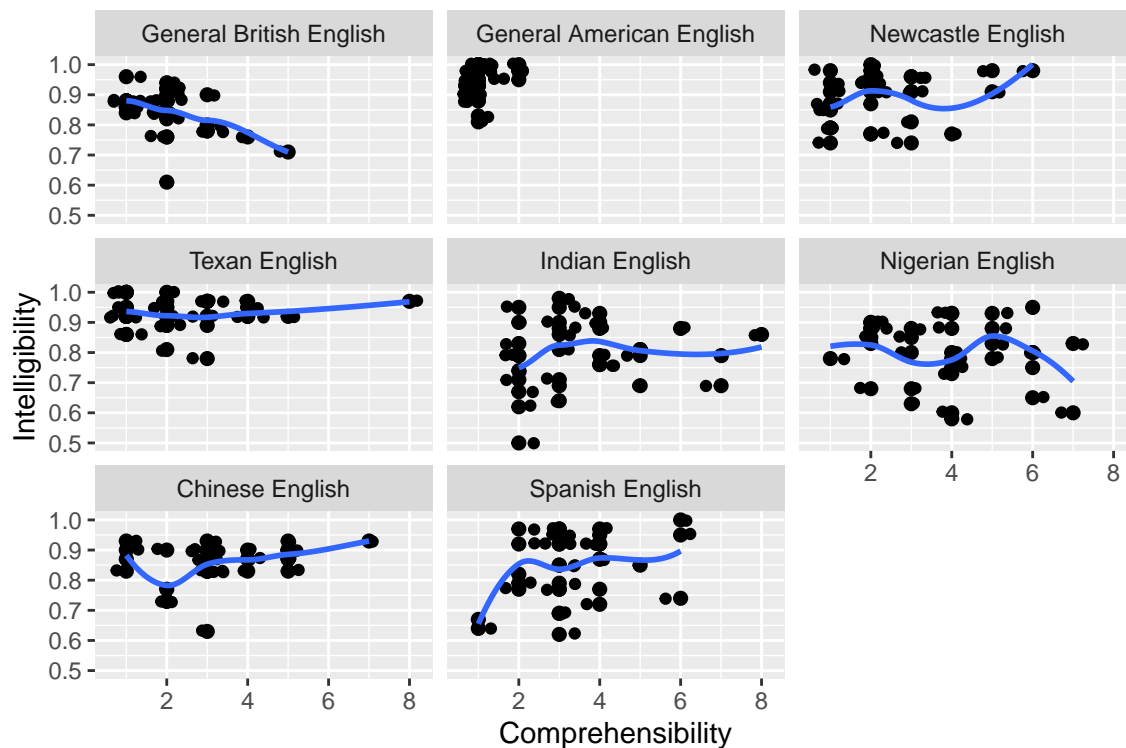 General British English
General American English
Newcastle English
1.0
0.9
0.8
0.7
0.6
0.5
Texan English
Indian English
Nigerian English
1.0
0.9
0.8
0.7
0.6
0.5
2 4 6 8
Chinese English
Spanish English
1.0
0.9
0.8
0.7
0.6
0.5
2 4 6 8
2 4 6 8
Intelligibility
Comprehensibility